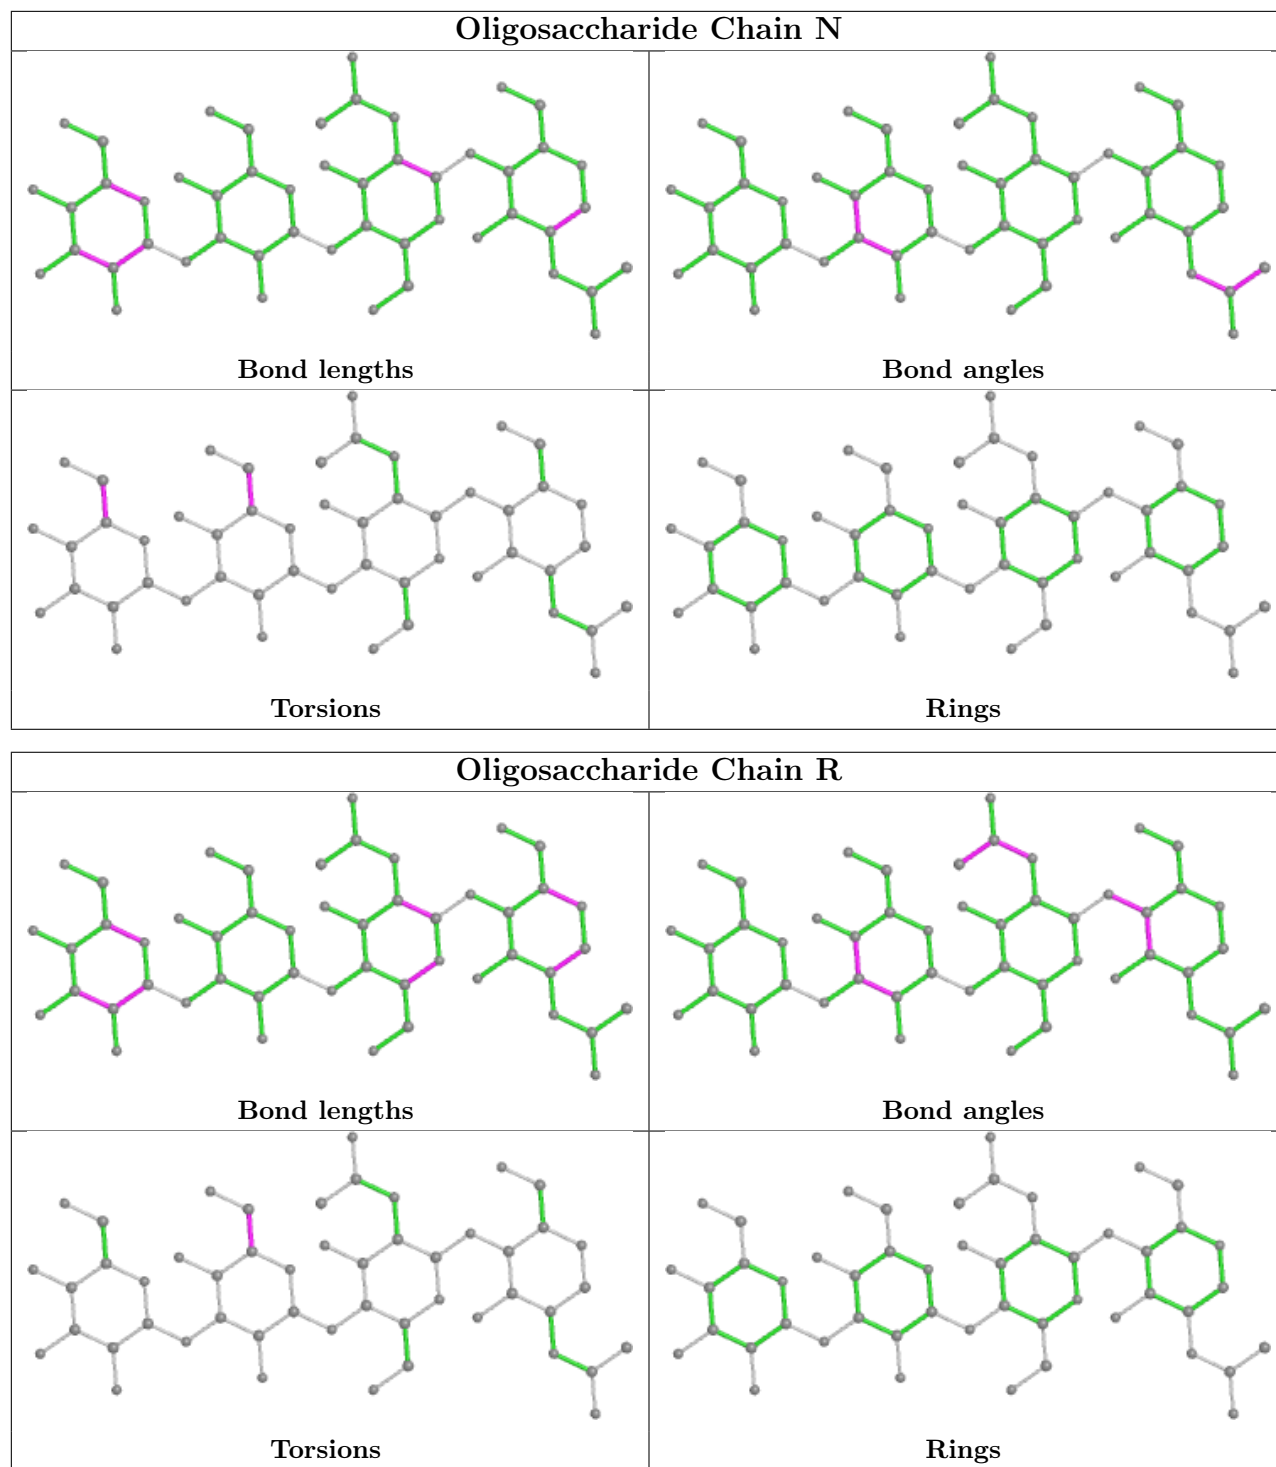 Oligosaccharide Chain N
Bond lengths
Bond angles
Torsions
Rings
Oligosaccharide Chain R
Bond lengths
Bond angles
Torsions
Rings